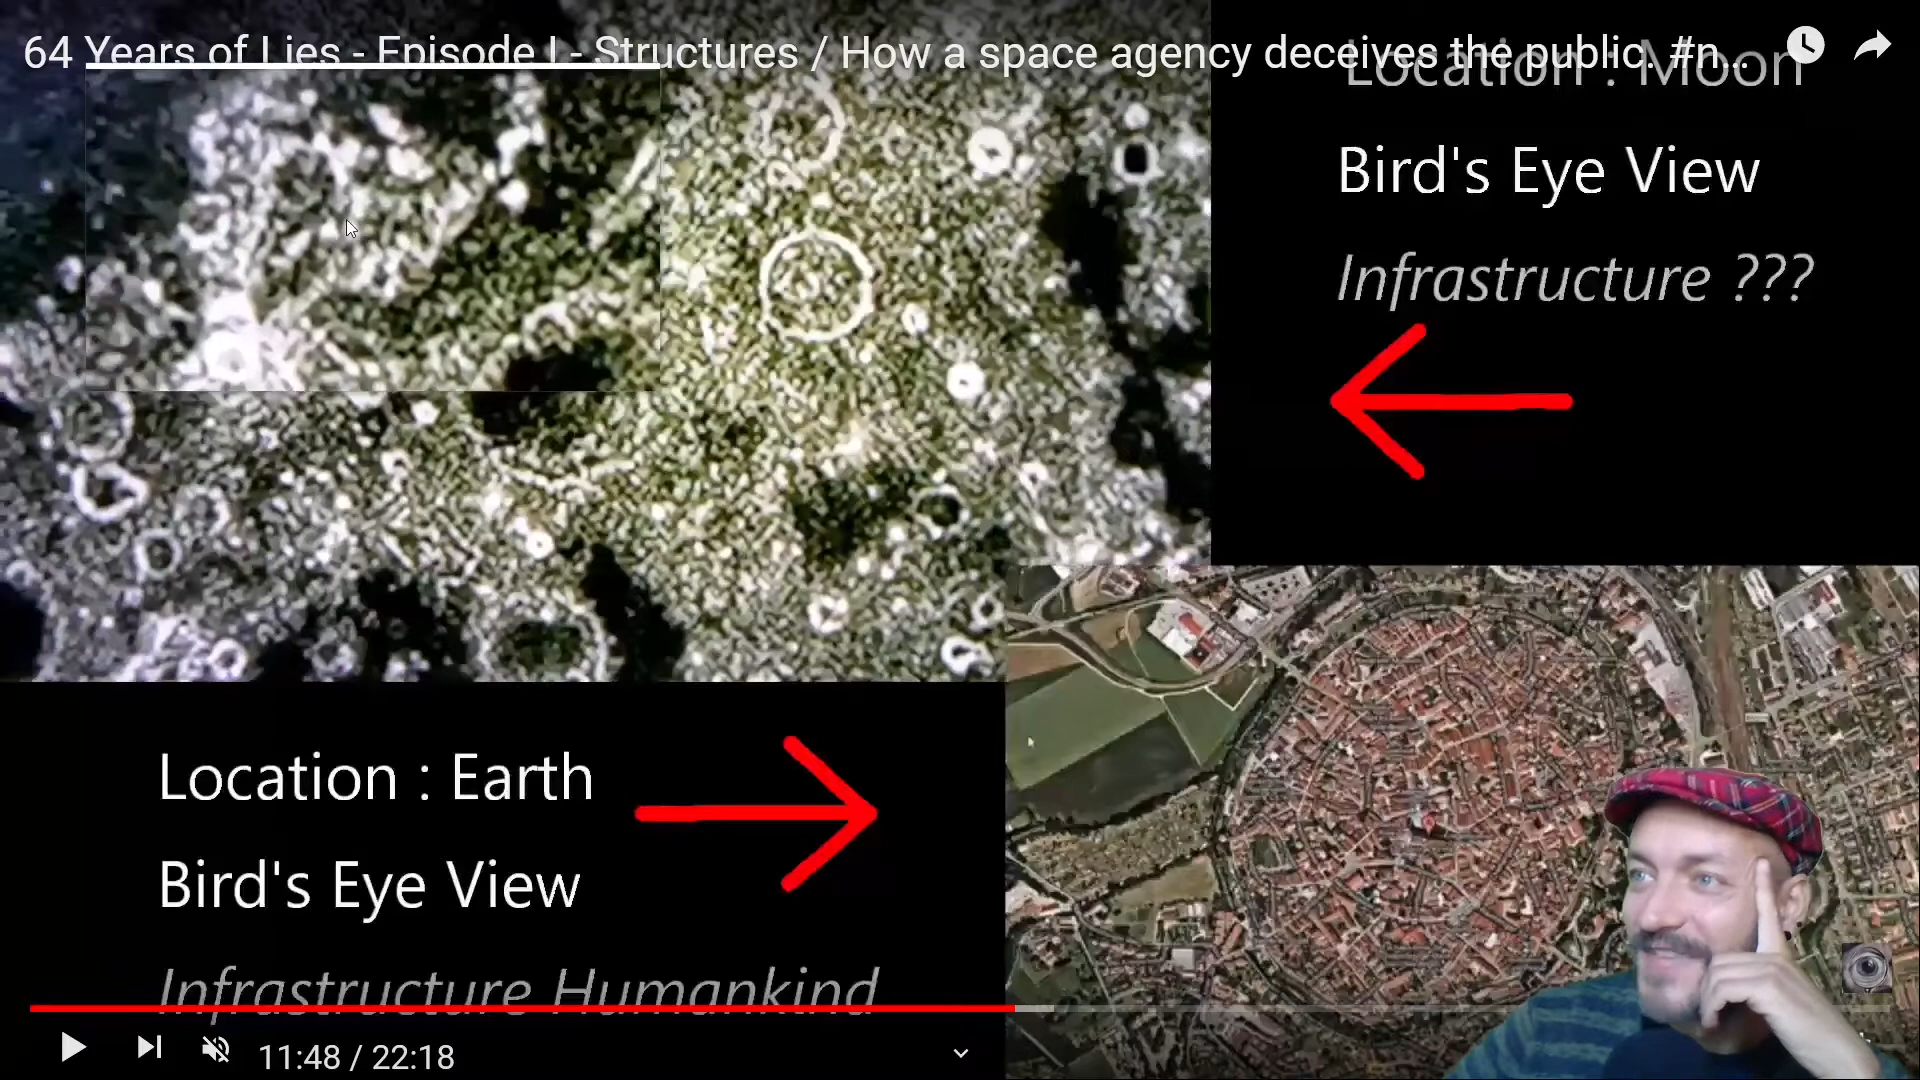 64 Years of Lies - Episode I - Structures / How a space agency deceives the public. #n...
Location : Moon
Bird's Eye View
Infrastructure ???
Location : Earth
Bird's Eye View
Infrastructure Humankind
11:48 / 22:18